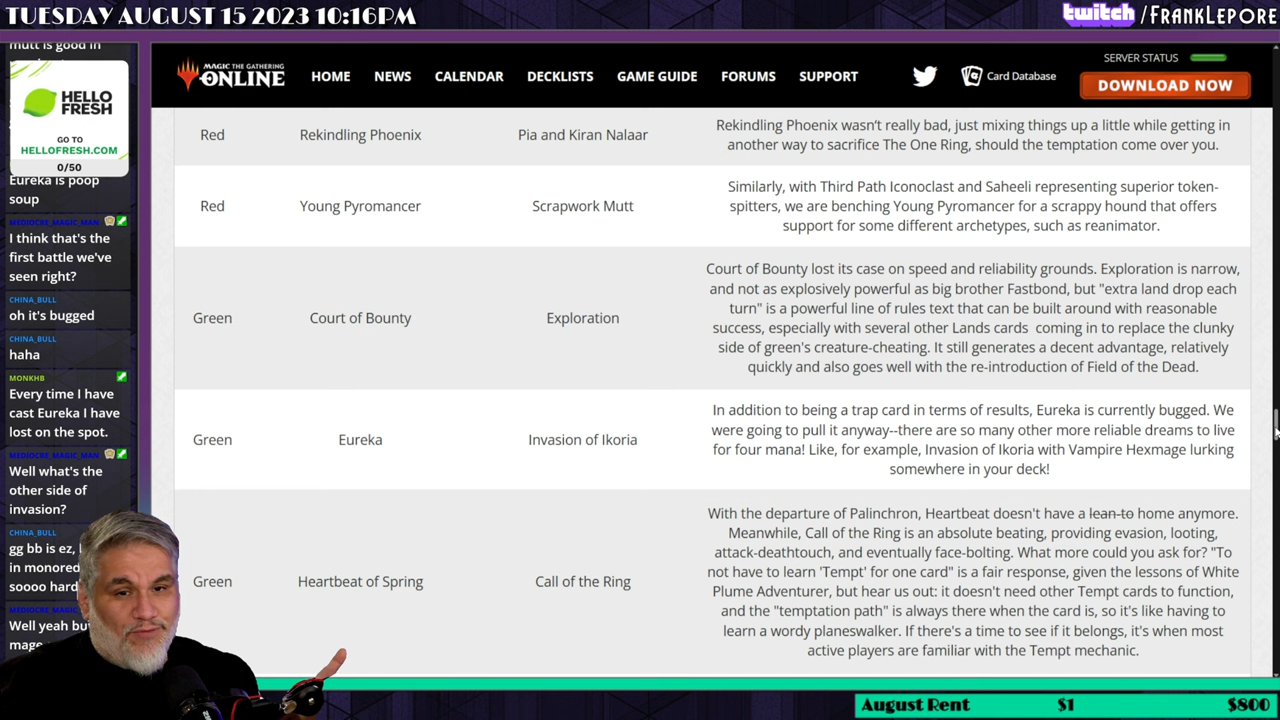 TUESDAY AUGUST 15 2023 10:16PM
twitch /FRANKLEPORE
mutt is good in
HELLO
FRESH
GO TO
HELLOFRESH.COM
0/50
Eureka is poop
soup
MEDIOCRE_MAGIC_MAN
I think that's the
first battle we've
seen right?
CHINA_BULL
oh it's bugged
CHINA_BULL
haha
MONKHB
Every time I have
cast Eureka I have
lost on the spot.
MEDIOCRE_MAGIC_MAN
Well what's the
other side of
invasion?
CHINA_BULL
gg bb is ez,
in monored
soooo hard
MEDIOCRE_MAGIC
Well yeah bu
mage
MAGIC THE GATHERING
ONLINE
HOME
NEWS
CALENDAR
DECKLISTS
GAME GUIDE
FORUMS
SUPPORT
Card Database
SERVER STATUS
DOWNLOAD NOW
Red
Rekindling Phoenix
Pia and Kiran Nalaar
Rekindling Phoenix wasn't really bad, just mixing things up a little while getting in
another way to sacrifice The One Ring, should the temptation come over you.
Red
Young Pyromancer
Scrapwork Mutt
Similarly, with Third Path Iconoclast and Saheeli representing superior token-
spitters, we are benching Young Pyromancer for a scrappy hound that offers
support for some different archetypes, such as reanimator.
Green
Court of Bounty
Exploration
Court of Bounty lost its case on speed and reliability grounds. Exploration is narrow,
and not as explosively powerful as big brother Fastbond, but "extra land drop each
turn" is a powerful line of rules text that can be built around with reasonable
success, especially with several other Lands cards coming in to replace the clunky
side of green's creature-cheating. It still generates a decent advantage, relatively
quickly and also goes well with the re-introduction of Field of the Dead.
Green
Eureka
Invasion of Ikoria
In addition to being a trap card in terms of results, Eureka is currently bugged. We
were going to pull it anyway--there are so many other more reliable dreams to live
for four mana! Like, for example, Invasion of Ikoria with Vampire Hexmage lurking
somewhere in your deck!
Green
Heartbeat of Spring
Call of the Ring
With the departure of Palinchron, Heartbeat doesn't have a lean-to home anymore.
Meanwhile, Call of the Ring is an absolute beating, providing evasion, looting,
attack-deathtouch, and eventually face-bolting. What more could you ask for? "To
not have to learn 'Tempt' for one card" is a fair response, given the lessons of White
Plume Adventurer, but hear us out: it doesn't need other Tempt cards to function,
and the "temptation path" is always there when the card is, so it's like having to
learn a wordy planeswalker. If there's a time to see if it belongs, it's when most
active players are familiar with the Tempt mechanic.
August Rent
$1
$800